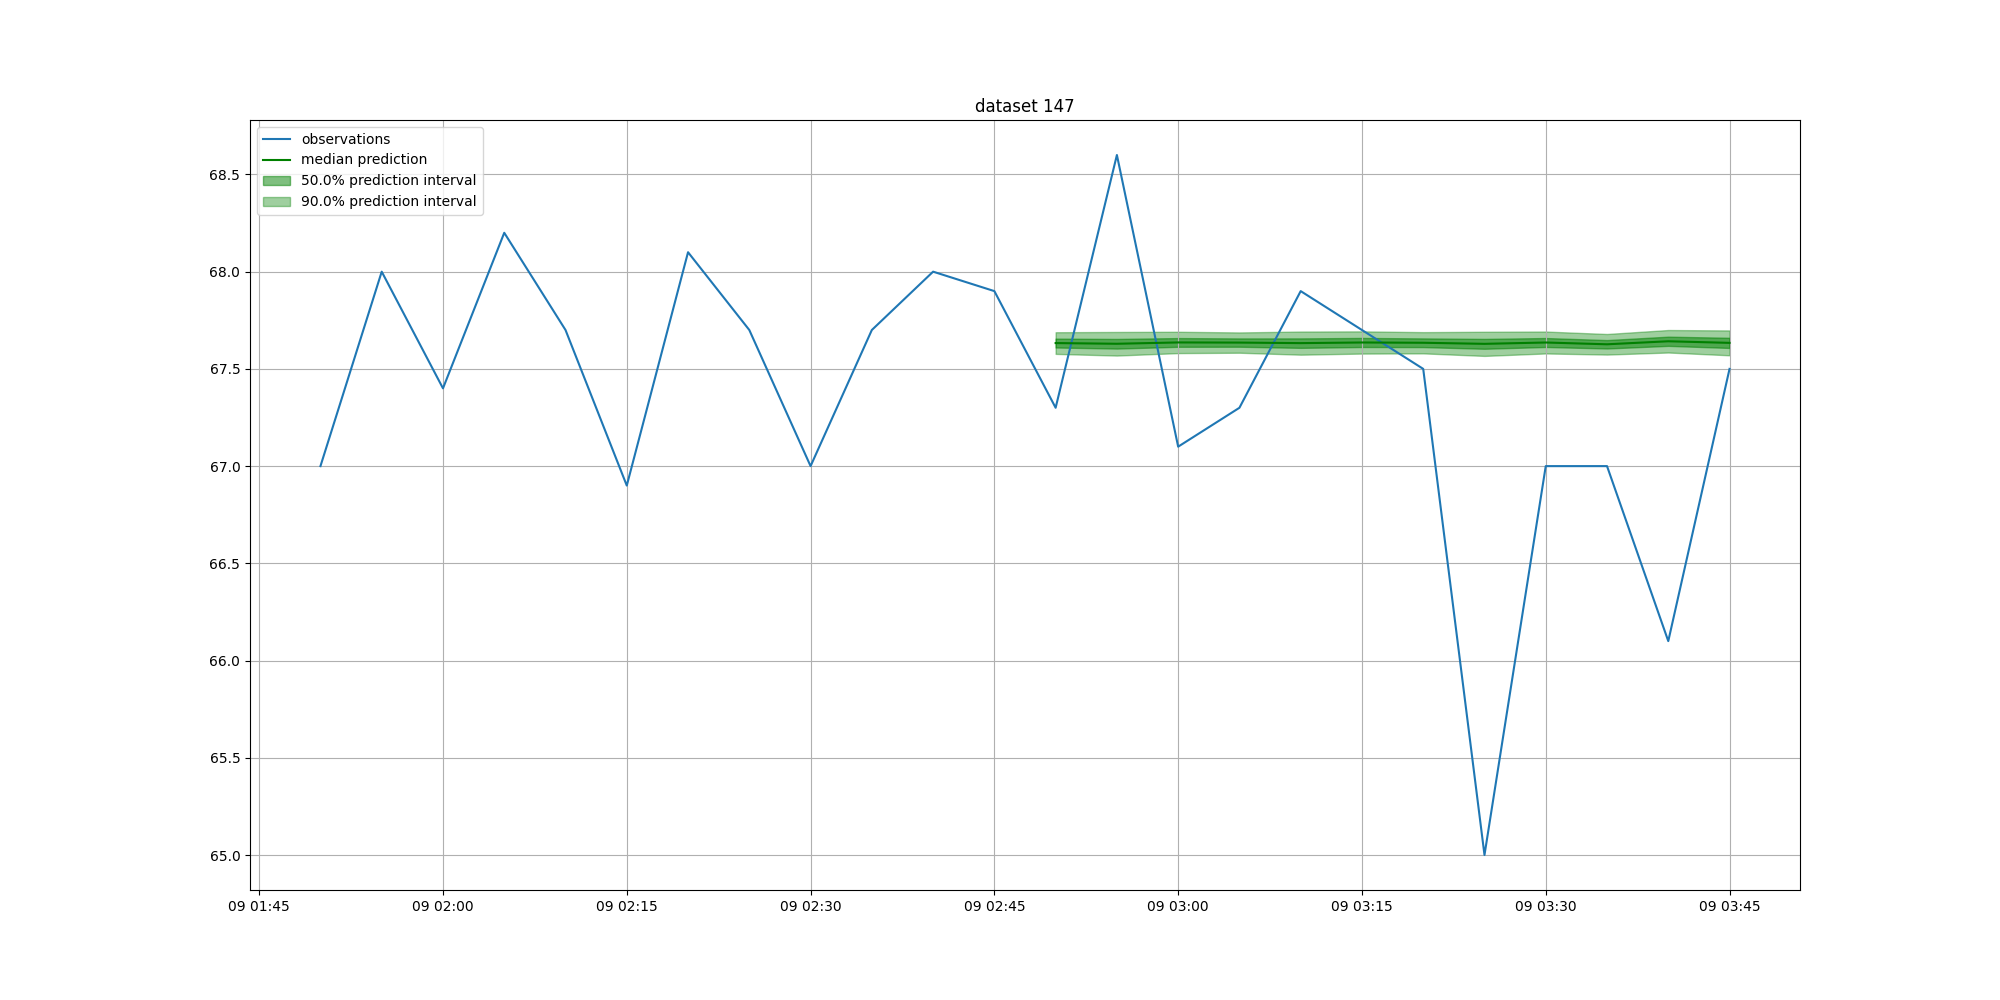 dataset 147
observations
median prediction
50.0% prediction interval
90.0% prediction interval
68.5
68.0
67.5
67.0
66.5
66.0
65.5
65.0
09 01:45 09 02:00 09 02:15 09 02:30 09 02:45 09 03:00 09 03:15 09 03:30 09 03:45